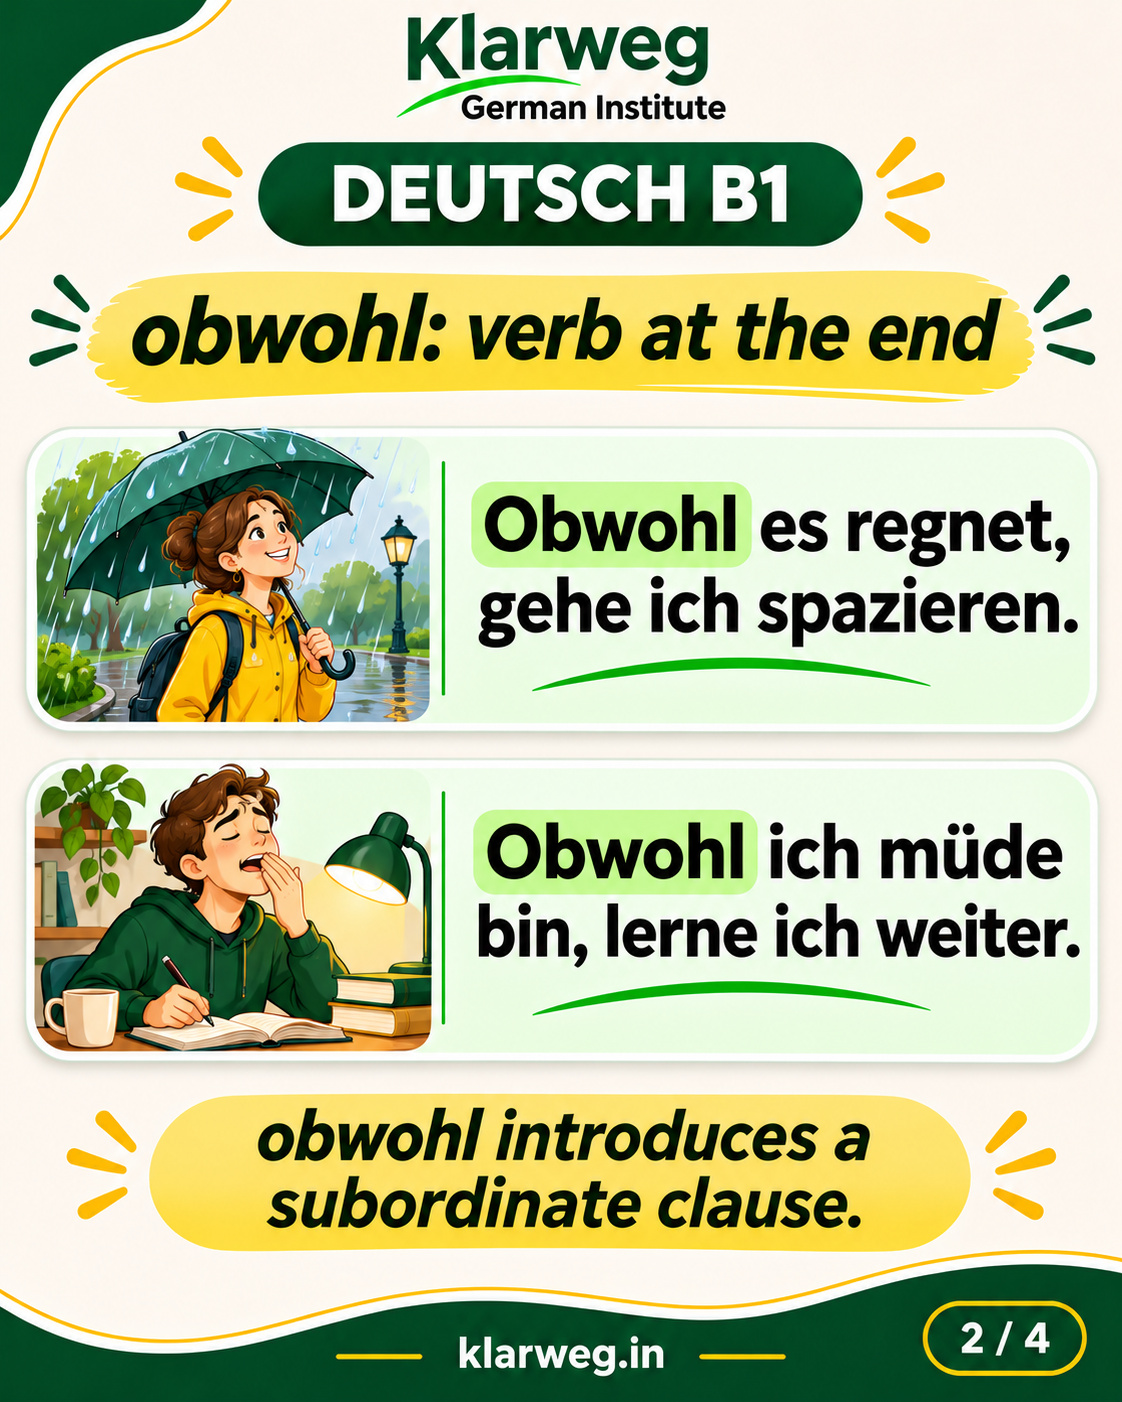 Klarweg
German Institute
DEUTSCH B1
obwohl: verb at the end
Obwohl es regnet,
gehe ich spazieren.
Obwohl ich müde
bin, lerne ich weiter.
obwohl introduces a
subordinate clause.
klarweg.in
2 / 4